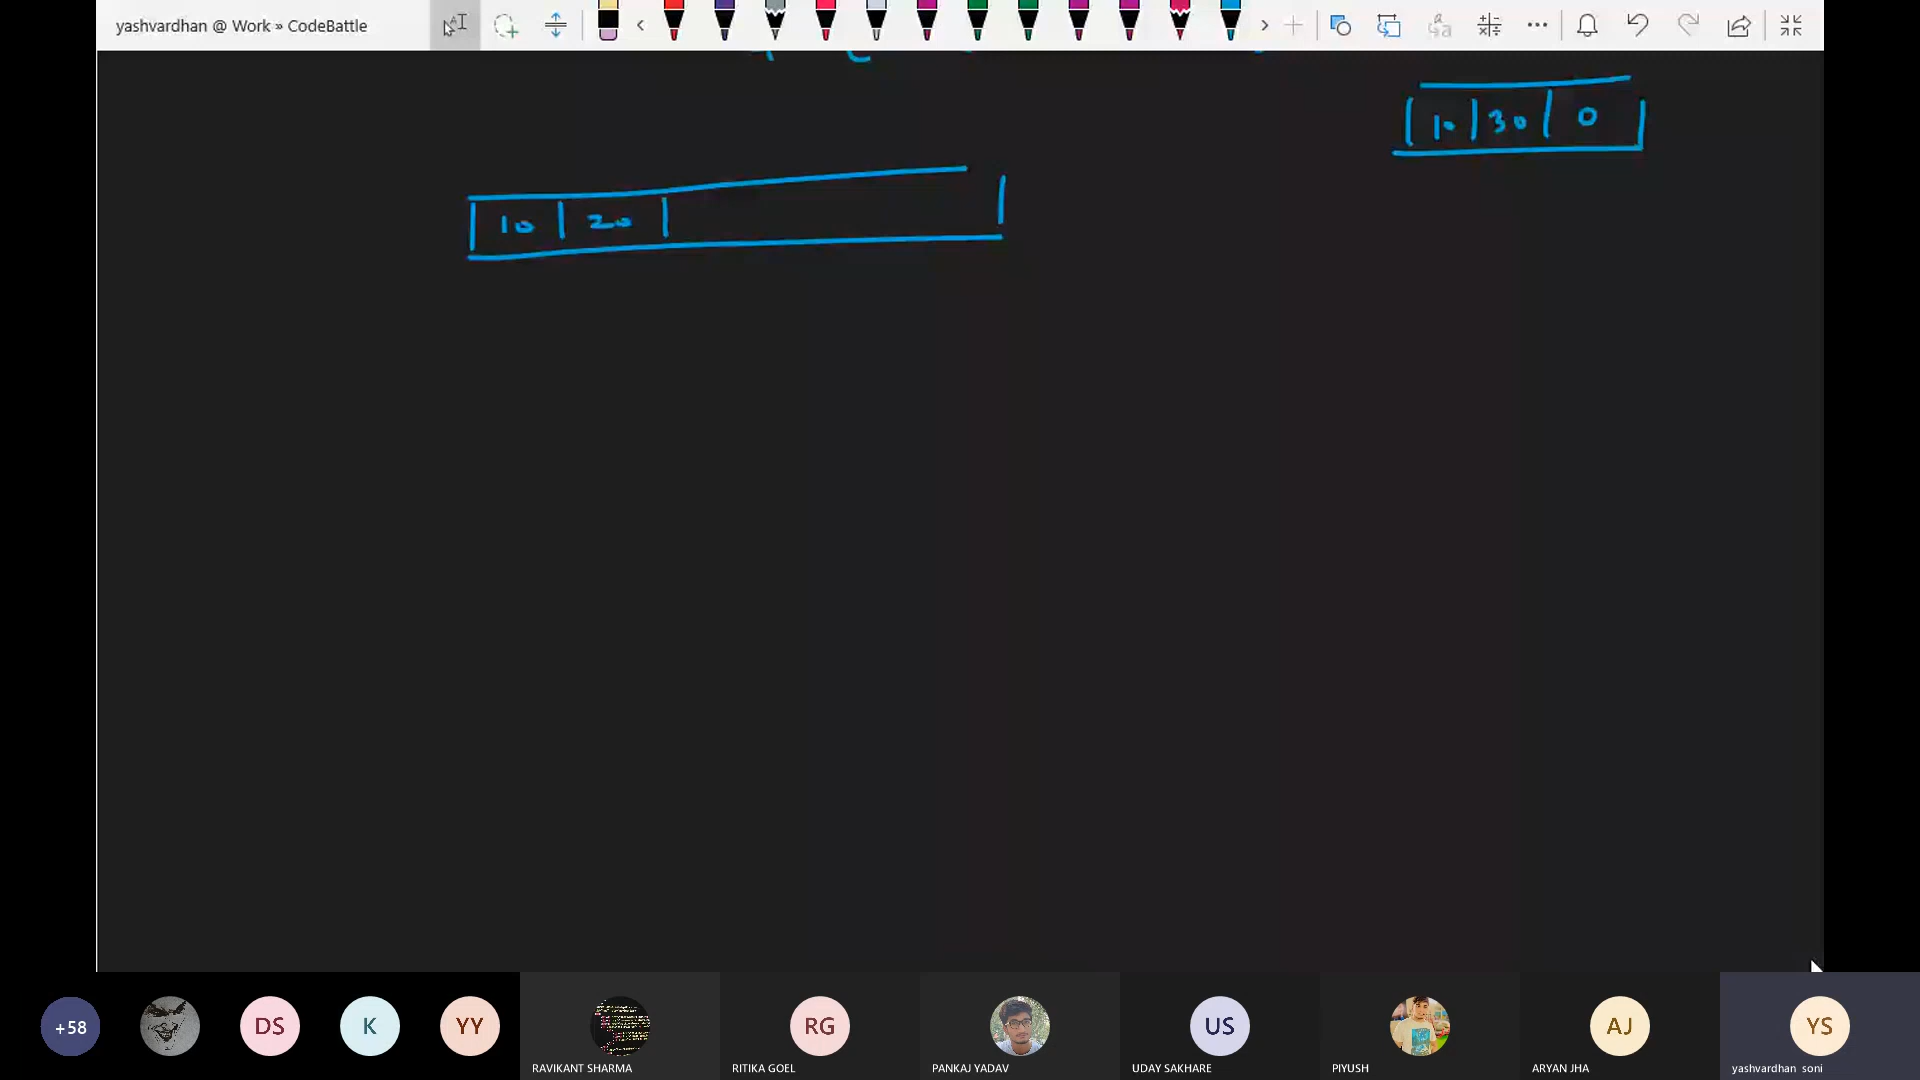 yashvardhan @ Work » CodeBattle
10 30 0
10 20
+58
DS
K
YY
RG
US
AJ
YS
RAVIKANT SHARMA
RITIKA GOEL
PANKAJ YADAV
UDAY SAKHARE
PIYUSH
ARYAN JHA
yashvardhan soni